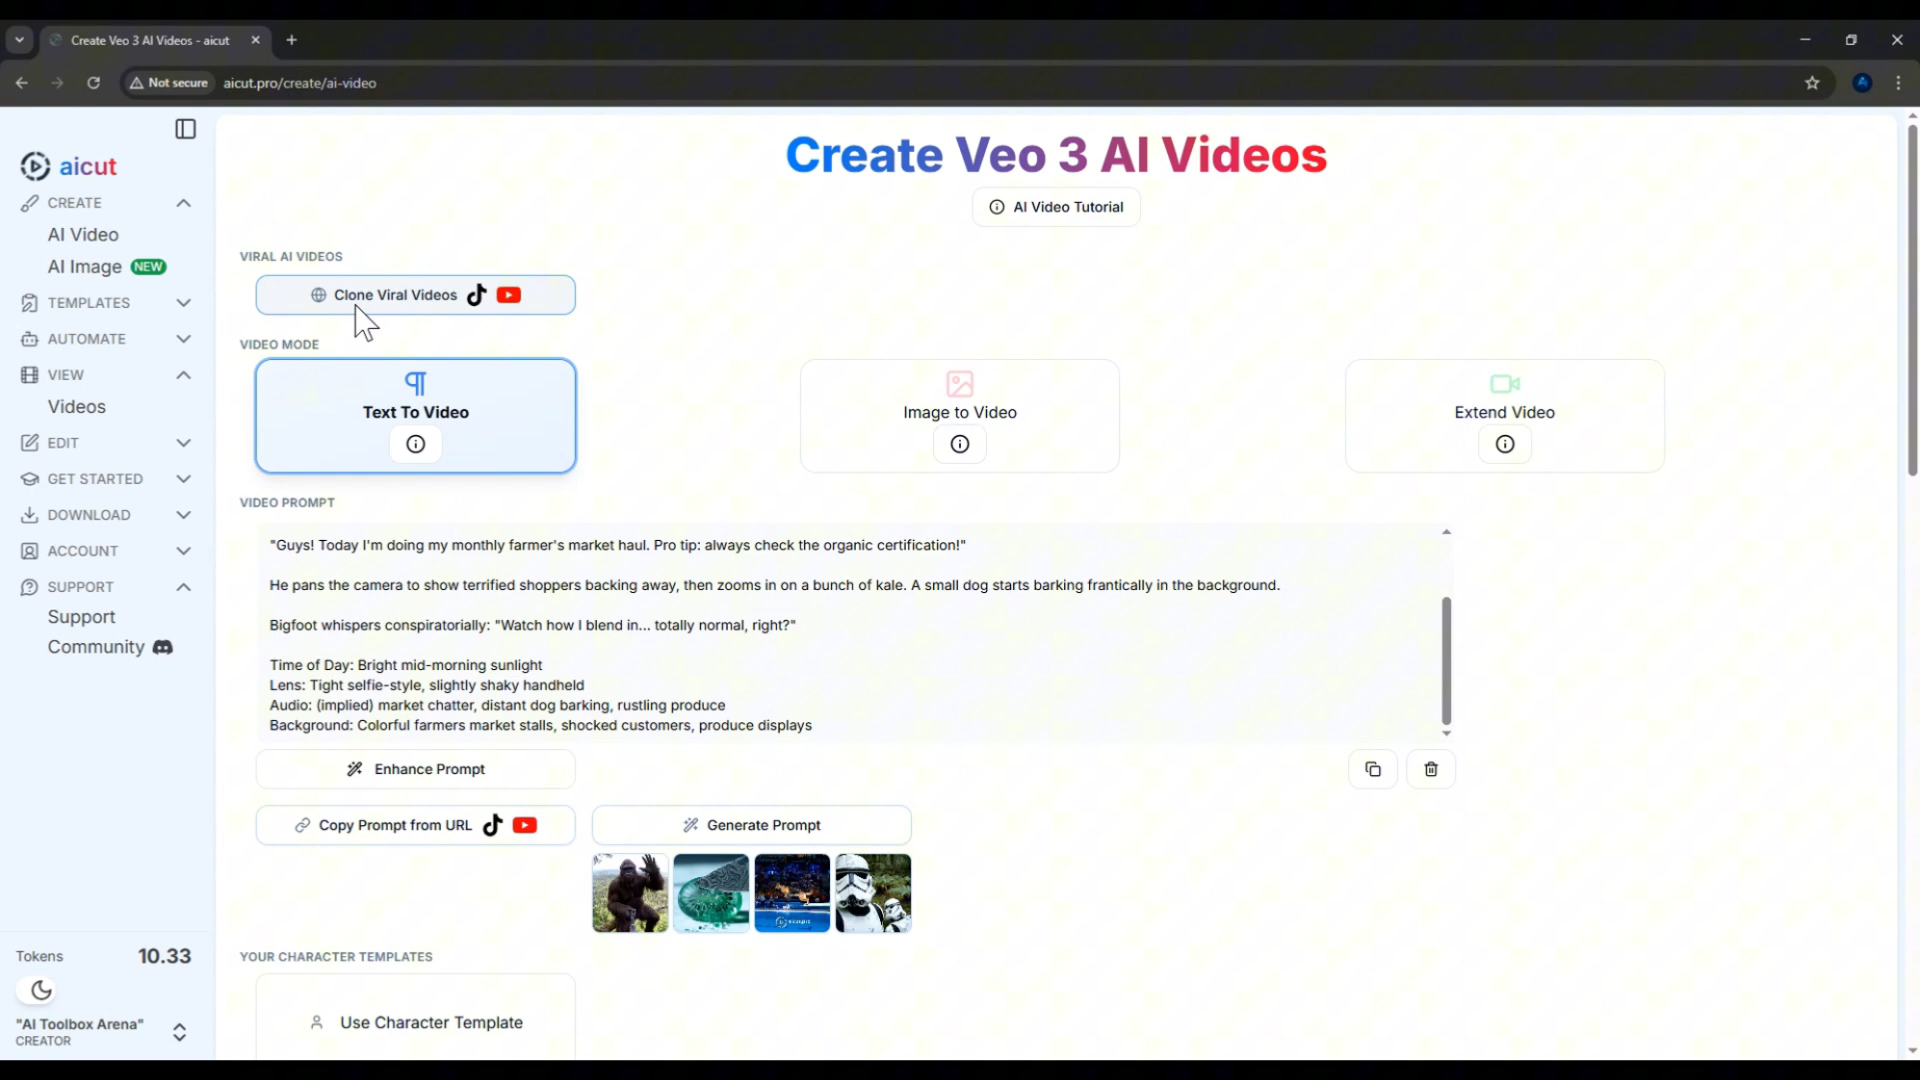 Create Veo 3 AI Videos - aicut
Not secure
aicut.pro/create/ai-video
aicut
CREATE
AI Video
AI Image NEW
TEMPLATES
AUTOMATE
VIEW
Videos
EDIT
GET STARTED
DOWNLOAD
ACCOUNT
SUPPORT
Support
Community
Tokens 10.33
"AI Toolbox Arena"
CREATOR
Create Veo 3 AI Videos
AI Video Tutorial
VIRAL AI VIDEOS
Clone Viral Videos
VIDEO MODE
Text To Video
Image to Video
Extend Video
VIDEO PROMPT
"Guys! Today I'm doing my monthly farmer's market haul. Pro tip: always check the organic certification!"
He pans the camera to show terrified shoppers backing away, then zooms in on a bunch of kale. A small dog starts barking frantically in the background.
Bigfoot whispers conspiratorially: "Watch how I blend in... totally normal, right?"
Time of Day: Bright mid-morning sunlight
Lens: Tight selfie-style, slightly shaky handheld
Audio: (implied) market chatter, distant dog barking, rustling produce
Background: Colorful farmers market stalls, shocked customers, produce displays
Enhance Prompt
Copy Prompt from URL
Generate Prompt
YOUR CHARACTER TEMPLATES
Use Character Template